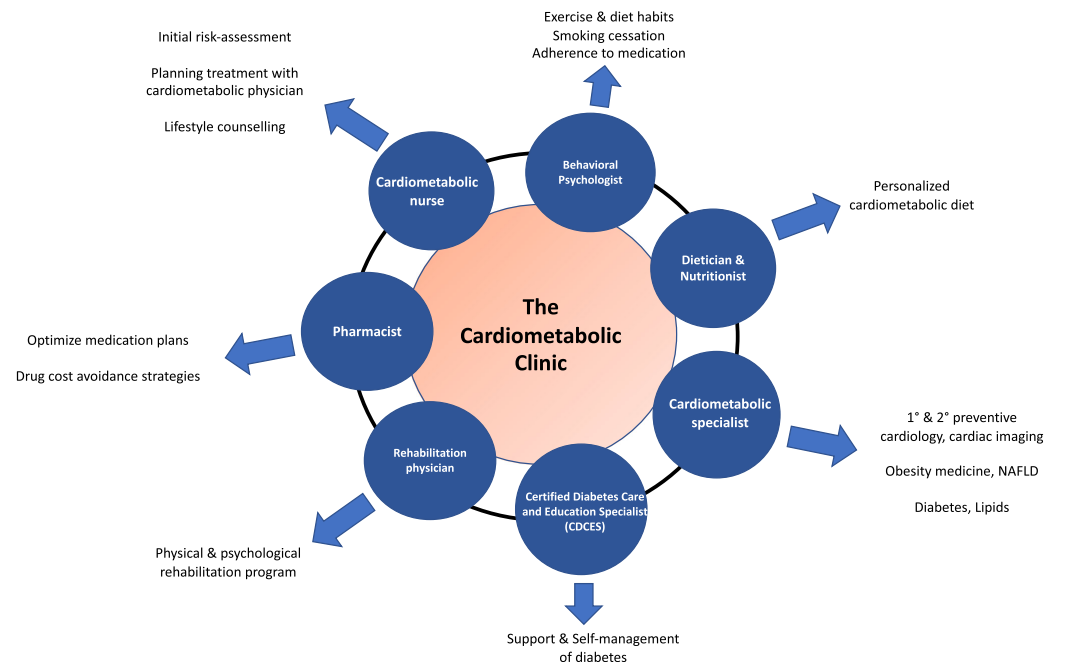 Exercise & diet habits
Smoking cessation
Adherence to medication
Initial risk-assessment
Planning treatment with
cardiometabolic physician
Lifestyle counselling
Behavioral
Psychologist
Cardiometabolic
nurse
Personalized
cardiometabolic diet
Dietician &
Nutritionist
The
Cardiometabolic
Clinic
Pharmacist
Optimize medication plans
Drug cost avoidance strategies
Cardiometabolic
specialist
1° & 2° preventive
cardiology, cardiac imaging
Obesity medicine, NAFLD
Diabetes, Lipids
Rehabilitation
physician
Certified Diabetes Care
and Education Specialist
(CDCES)
Physical & psychological
rehabilitation program
Support & Self-management
of diabetes